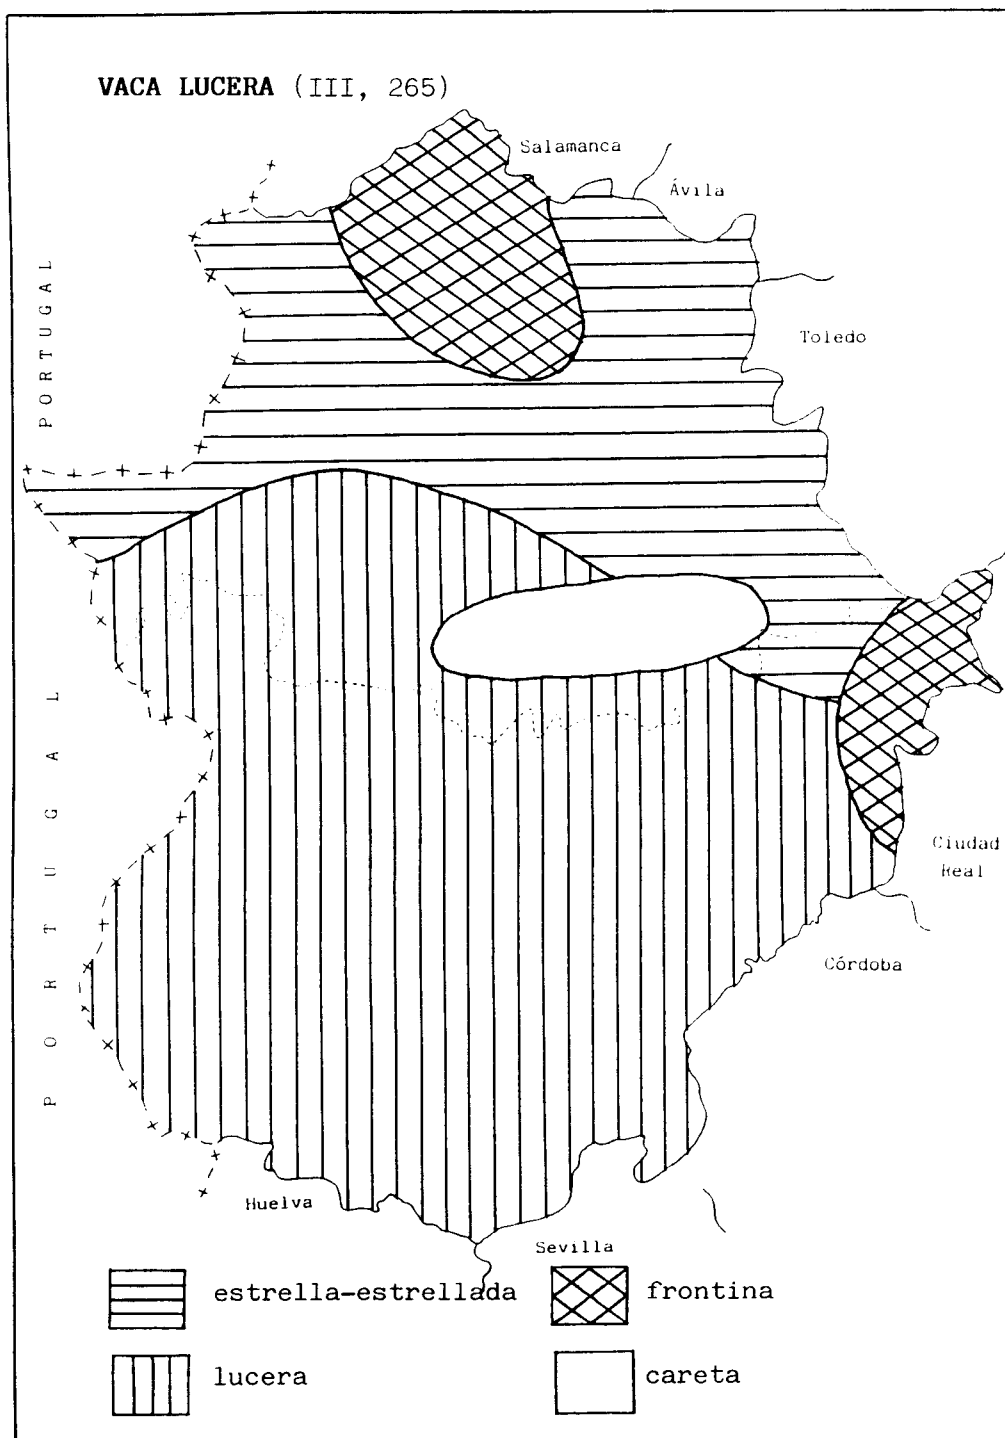 VACA LUCERA (III, 265)
Salamanca
Ávila
PORTUGAL
Toledo
PORTUGAL
Ciudad
Real
Córdoba
Huelva
Sevilla
estrella-estrellada
frontina
lucera
careta